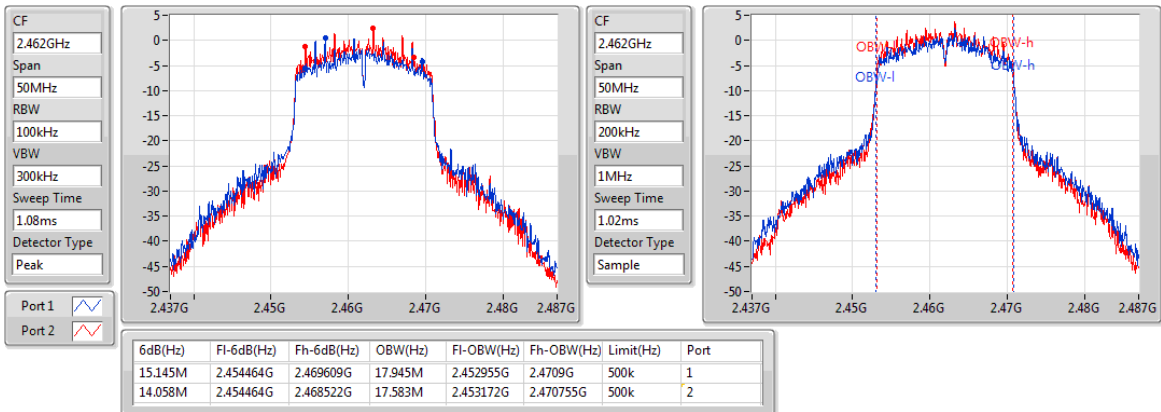 CF
2.462GHz
Span
50MHz
RBW
100kHz
VBW
300kHz
Sweep Time
1.08ms
Detector Type
Peak
Port 1
Port 2
5-
0-
-5-
-10-
-15-
-20-
-25-
-30-
-35-
-40-
-45-
-50-
2.437G 2.45G 2.46G 2.47G 2.48G 2.487G
CF
2.462GHz
Span
50MHz
RBW
200kHz
VBW
1MHz
Sweep Time
1.02ms
Detector Type
Sample
5-
0-
-5-
-10-
-15-
-20-
-25-
-30-
-35-
-40-
-45-
-50-
OBW-h
OBW-l
OBW-h
2.437G 2.45G 2.46G 2.47G 2.48G 2.487G
6dB(Hz) Fl-6dB(Hz) Fh-6dB(Hz) OBW(Hz) Fl-OBW(Hz) Fh-OBW(Hz) Limit(Hz) Port
15.145M 2.454464G 2.469609G 17.945M 2.452955G 2.4709G 500k 1
14.058M 2.454464G 2.468522G 17.583M 2.453172G 2.470755G 500k 2